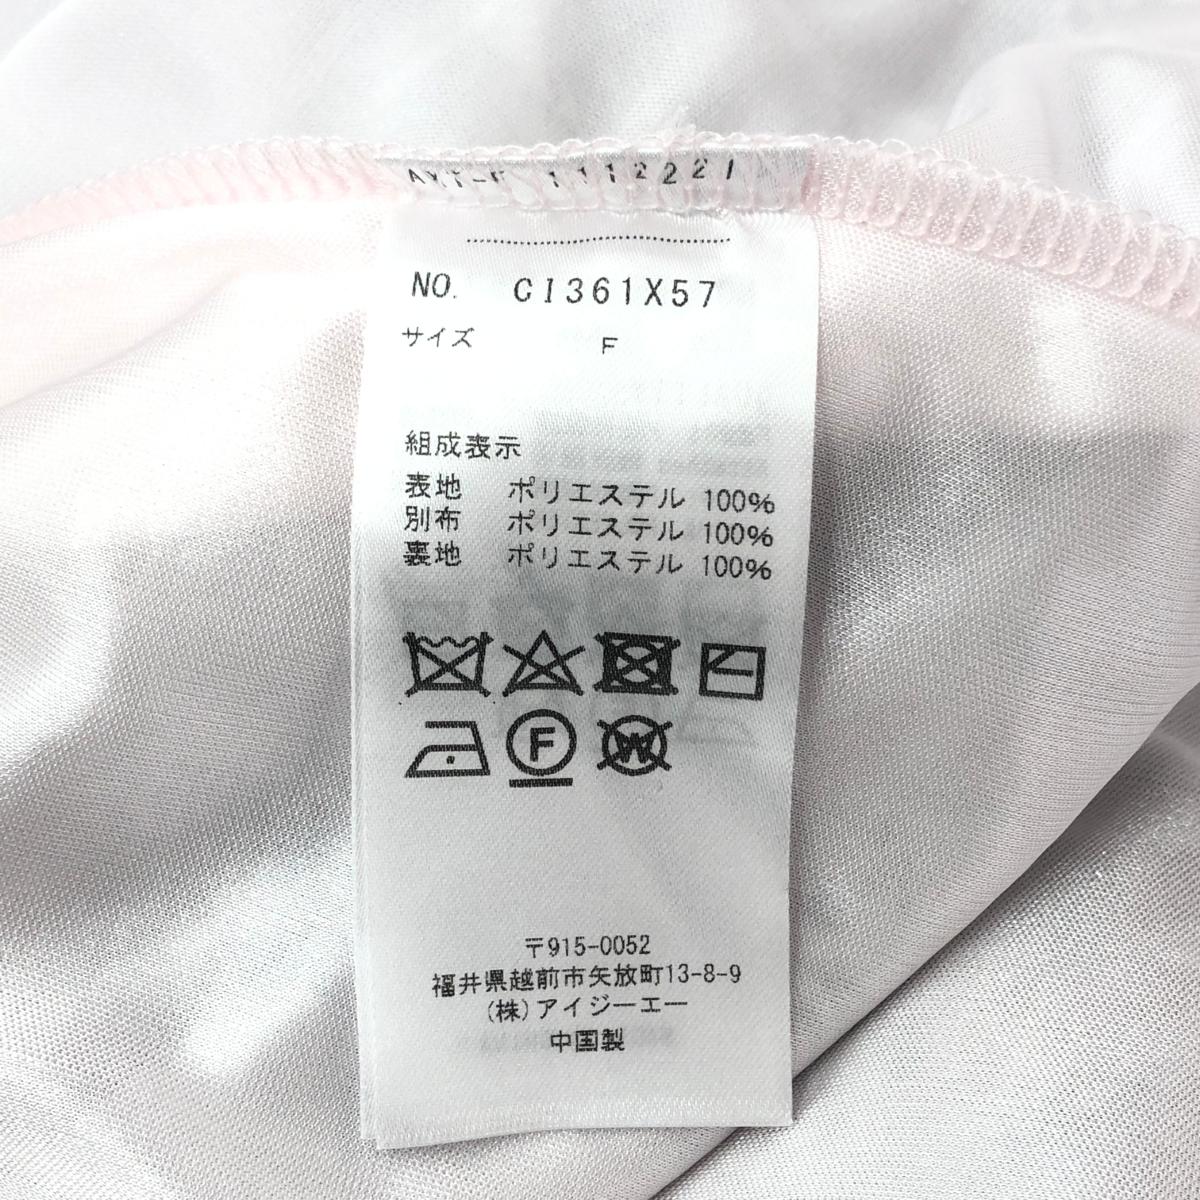 1112221
NO. CI361X57
サイズ F
組成表示
表地 ポリエステル 100%
別布 ポリエステル 100%
裏地 ポリエステル 100%
F W
〒915-0052
福井県越前市矢放町13-8-9
(株)アイジーエー
中国製